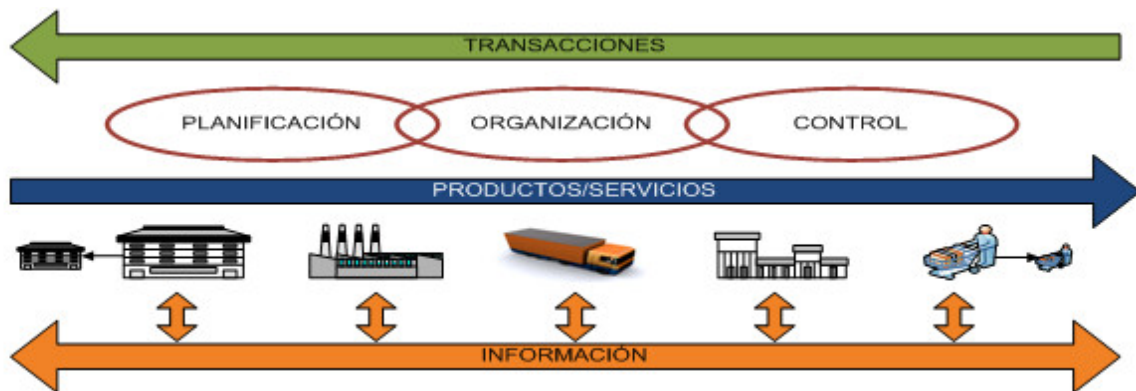 TRANSACCIONES
PLANIFICACIÓN ORGANIZACIÓN CONTROL
PRODUCTOS/SERVICIOS
INFORMACIÓN